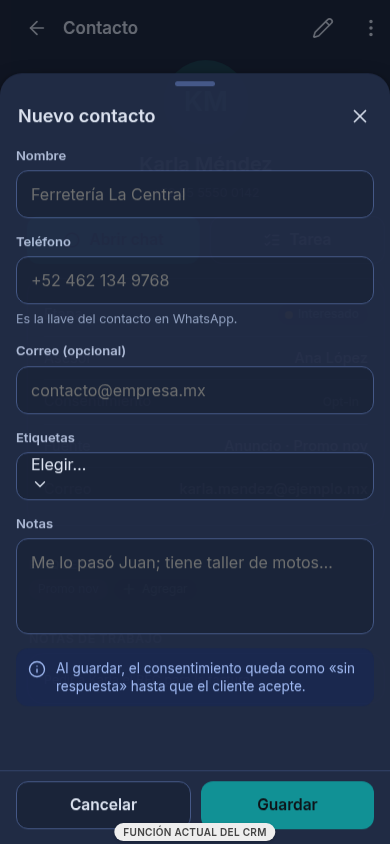 Contacto
Nuevo contacto
Nombre
Ferretería La Central
Teléfono
+52 462 134 9768
Es la llave del contacto en WhatsApp.
Correo (opcional)
contacto@empresa.mx
Etiquetas
Elegir...
Notas
Me lo pasó Juan; tiene taller de motos...
Al guardar, el consentimiento queda como «sin
respuesta» hasta que el cliente acepte.
Cancelar
Guardar
FUNCIÓN ACTUAL DEL CRM